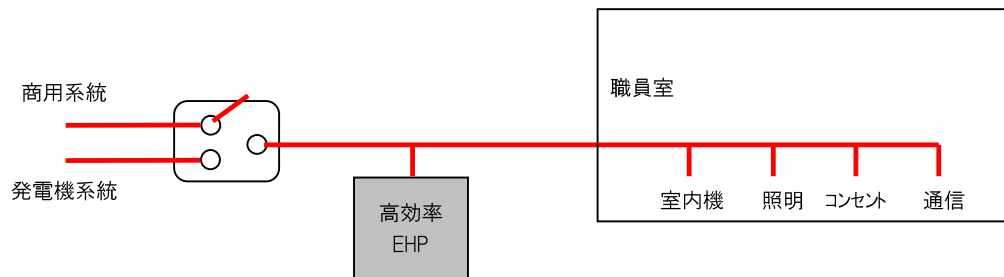 商用系統
発電機系統
高効率
EHP
職員室
室内機
照明
コンセント
通信